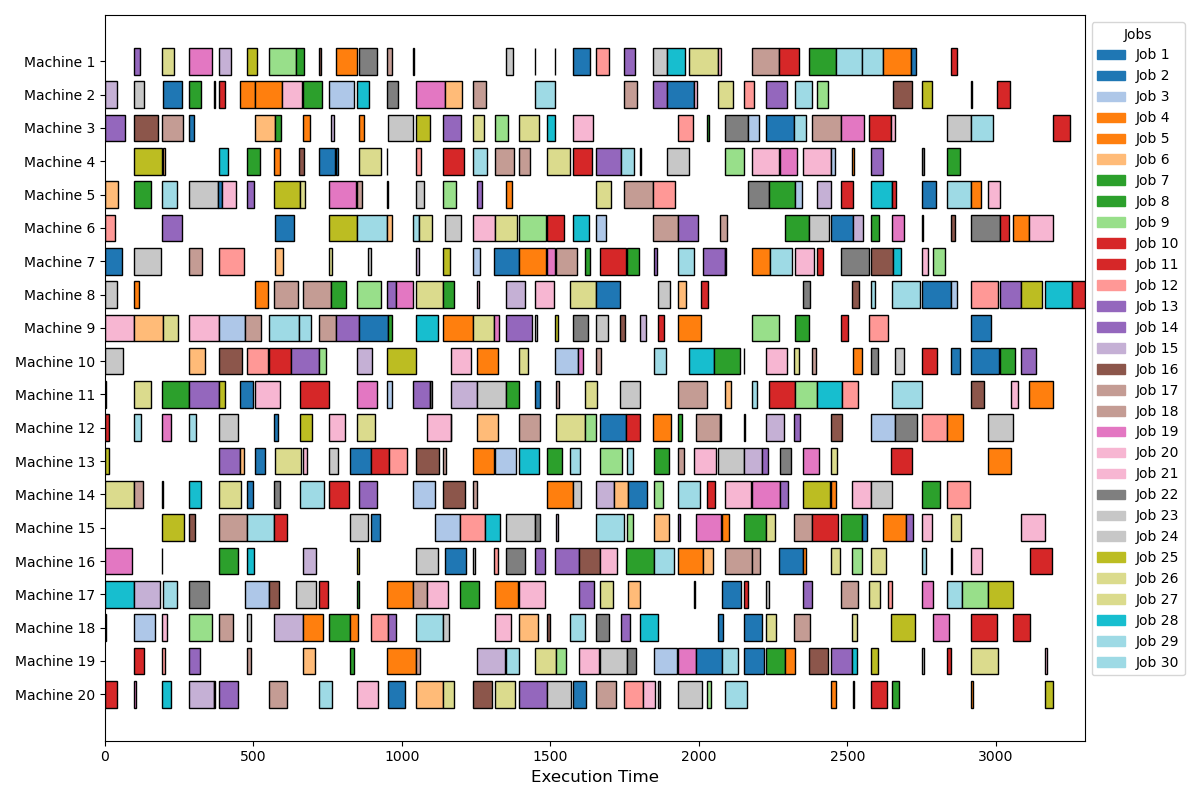 Machine 1
Machine 2
Machine 3
Machine 4
Machine 5
Machine 6
Machine 7
Machine 8
Machine 9
Machine 10
Machine 11
Machine 12
Machine 13
Machine 14
Machine 15
Machine 16
Machine 17
Machine 18
Machine 19
Machine 20
0 500 1000 1500 2000 2500 3000
Execution Time
Jobs
Job 1
Job 2
Job 3
Job 4
Job 5
Job 6
Job 7
Job 8
Job 9
Job 10
Job 11
Job 12
Job 13
Job 14
Job 15
Job 16
Job 17
Job 18
Job 19
Job 20
Job 21
Job 22
Job 23
Job 24
Job 25
Job 26
Job 27
Job 28
Job 29
Job 30